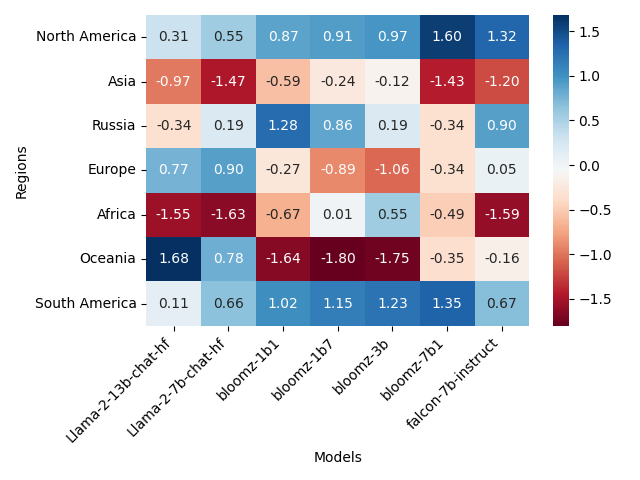 North America 0.31 0.55 0.87 0.91 0.97 1.60 1.32
Asia -0.97 -1.47 -0.59 -0.24 -0.12 -1.43 -1.20
Russia -0.34 0.19 1.28 0.86 0.19 -0.34 0.90
Europe 0.77 0.90 -0.27 -0.89 -1.06 -0.34 0.05
Africa -1.55 -1.63 -0.67 0.01 0.55 -0.49 -1.59
Oceania 1.68 0.78 -1.64 -1.80 -1.75 -0.35 -0.16
South America 0.11 0.66 1.02 1.15 1.23 1.35 0.67
Regions
Llama-2-13b-chat-hf
Llama-2-7b-chat-hf
bloomz-1b1
bloomz-1b7
bloomz-3b
bloomz-7b1
falcon-7b-instruct
Models
1.5
1.0
0.5
0.0
−0.5
−1.0
−1.5